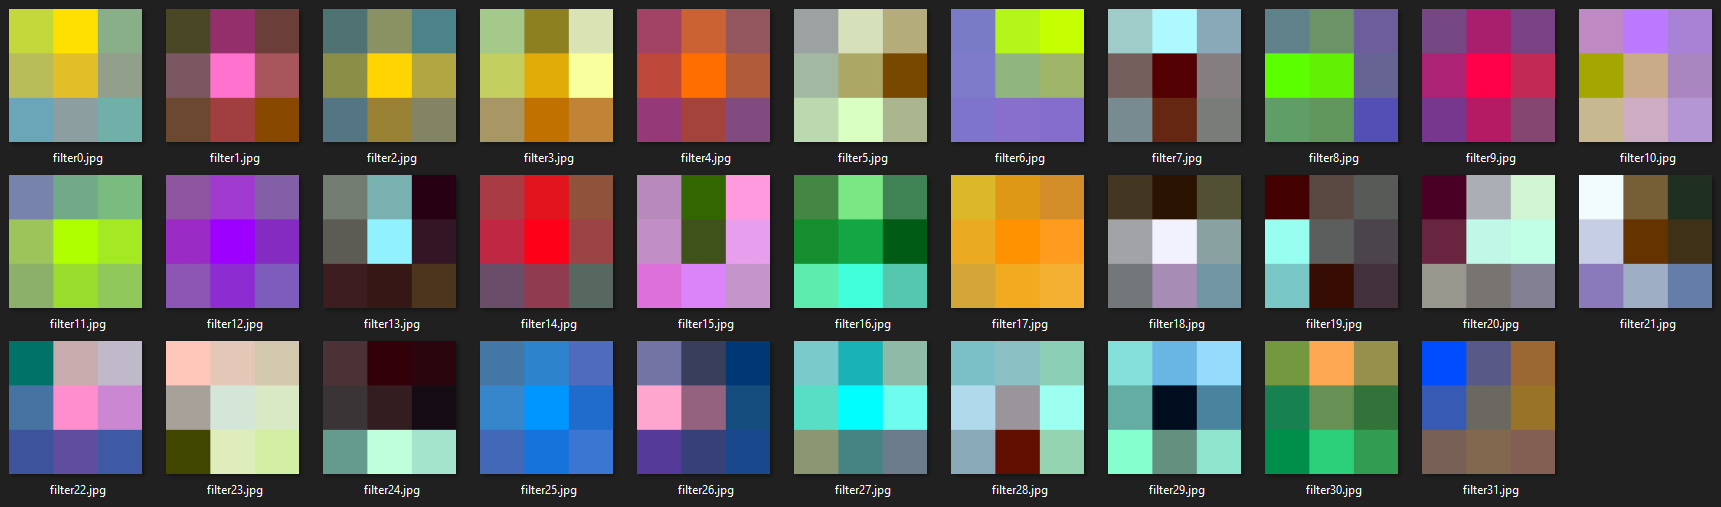 filter0.jpg filter1.jpg filter2.jpg filter3.jpg filter4.jpg filter5.jpg filter6.jpg filter7.jpg filter8.jpg filter9.jpg filter10.jpg
filter11.jpg filter12.jpg filter13.jpg filter14.jpg filter15.jpg filter16.jpg filter17.jpg filter18.jpg filter19.jpg filter20.jpg filter21.jpg
filter22.jpg filter23.jpg filter24.jpg filter25.jpg filter26.jpg filter27.jpg filter28.jpg filter29.jpg filter30.jpg filter31.jpg